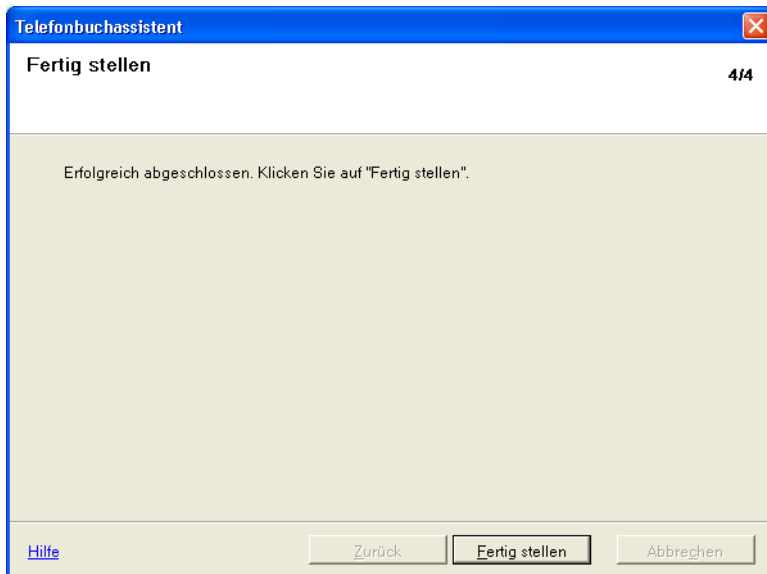 Telefonbuchassistent
Fertig stellen
4/4
Erfolgreich abgeschlossen. Klicken Sie auf "Fertig stellen".
Hilfe
Zurück
Fertig stellen
Abbrechen